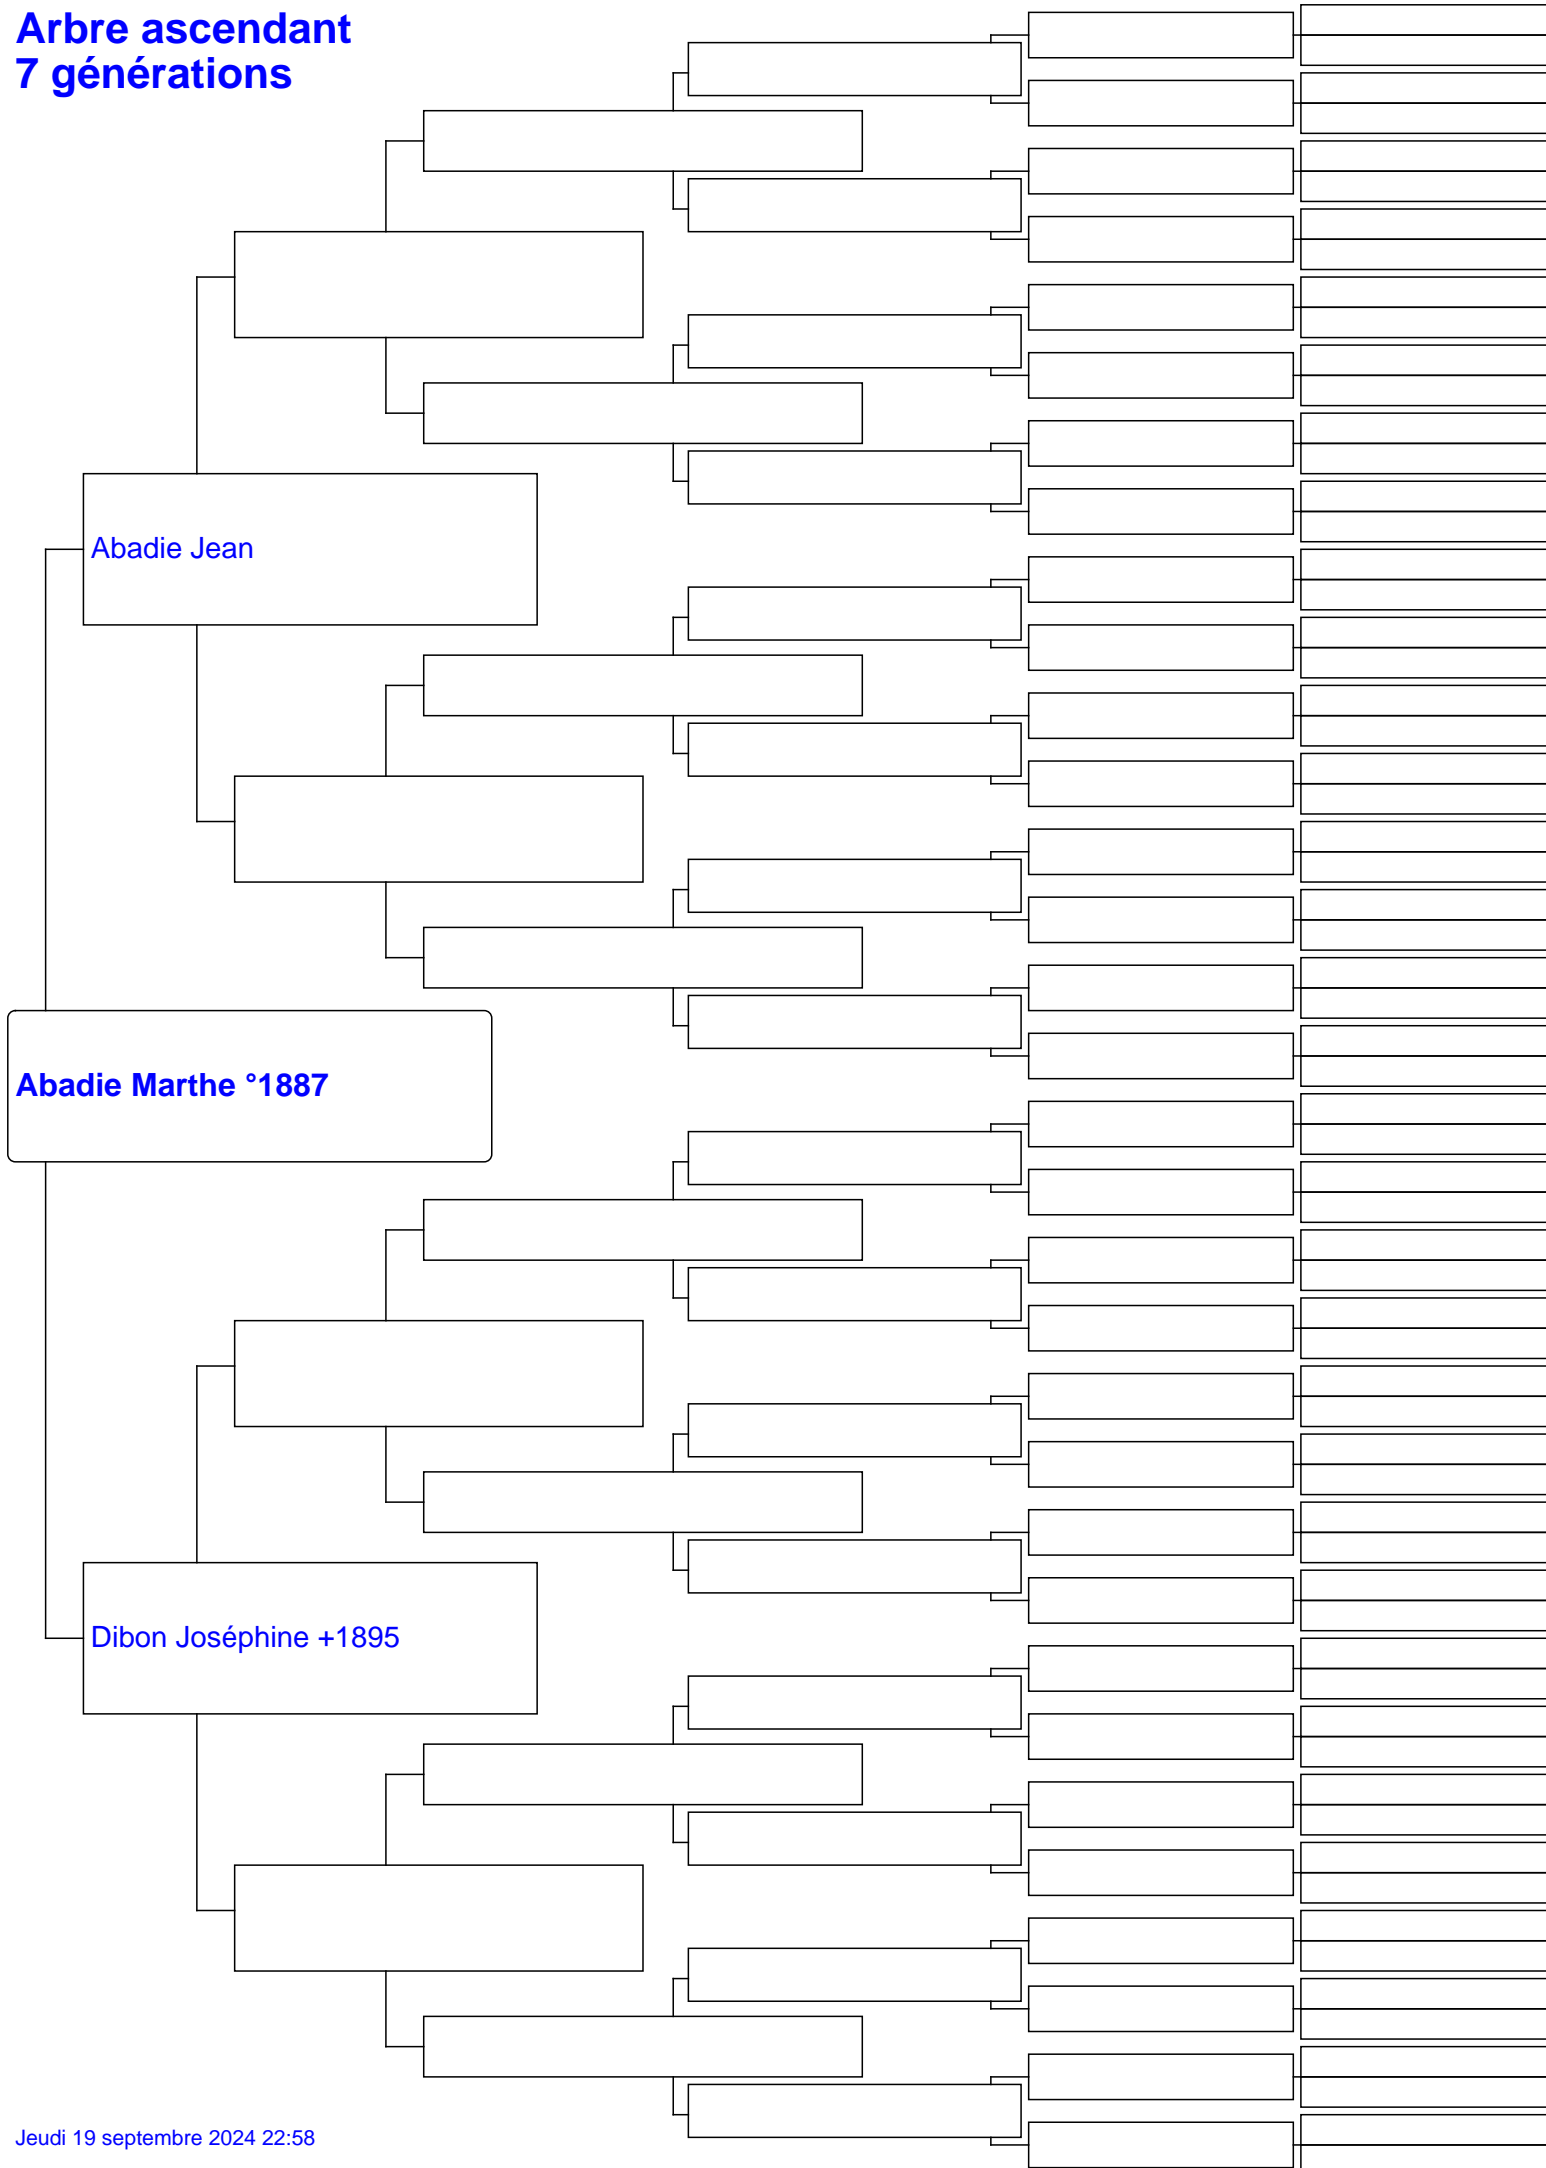 Arbre ascendant
7 générations
Abadie Jean
Abadie Marthe °1887
Dibon Joséphine +1895
Jeudi 19 septembre 2024 22:58